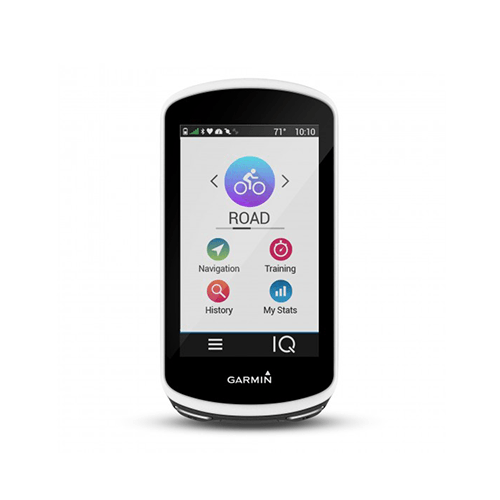 71° 10:10
ROAD
Navigation Training
History My Stats
IQ
GARMIN